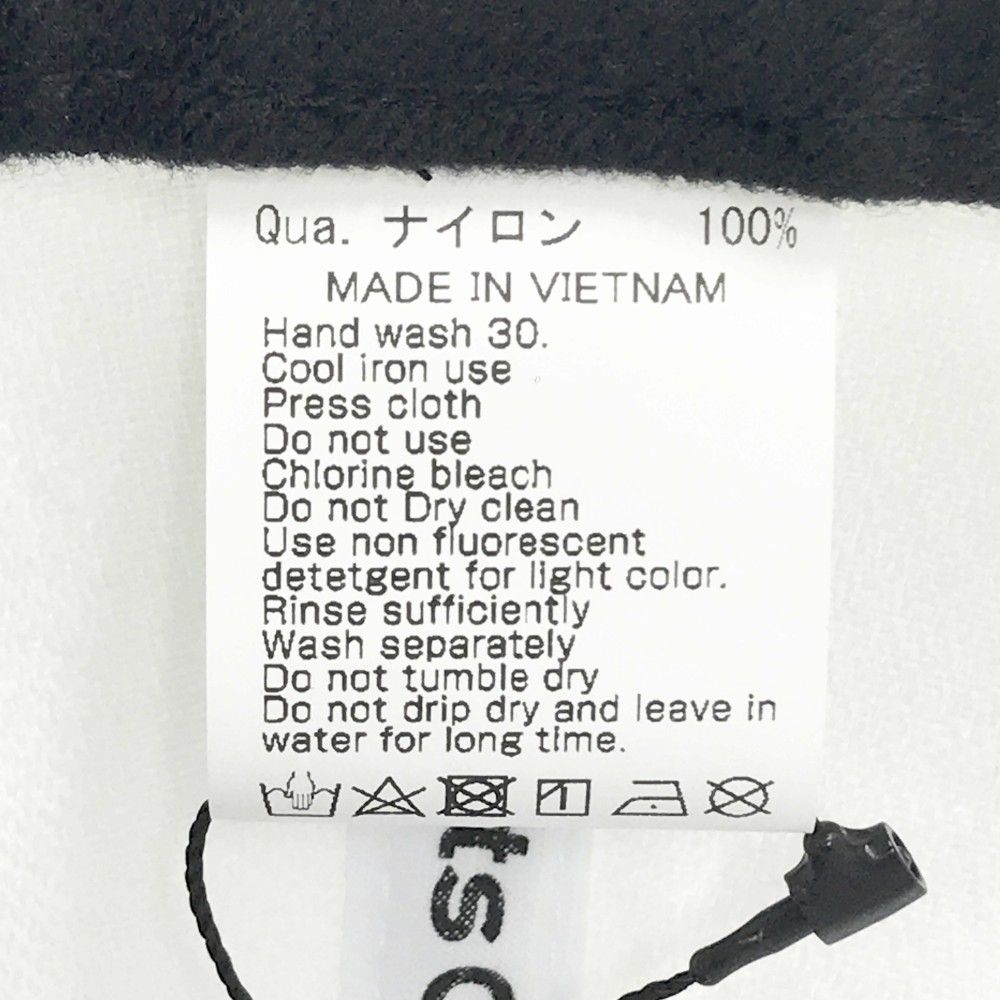 Qua. ナイロン 100%
MADE IN VIETNAM
Hand wash 30.
Cool iron use
Press cloth
Do not use
Chlorine bleach
Do not Dry clean
Use non fluorescent
detetgent for light color.
Rinse sufficiently
Wash separately
Do not tumble dry
Do not drip dry and leave in
water for long time.
ts